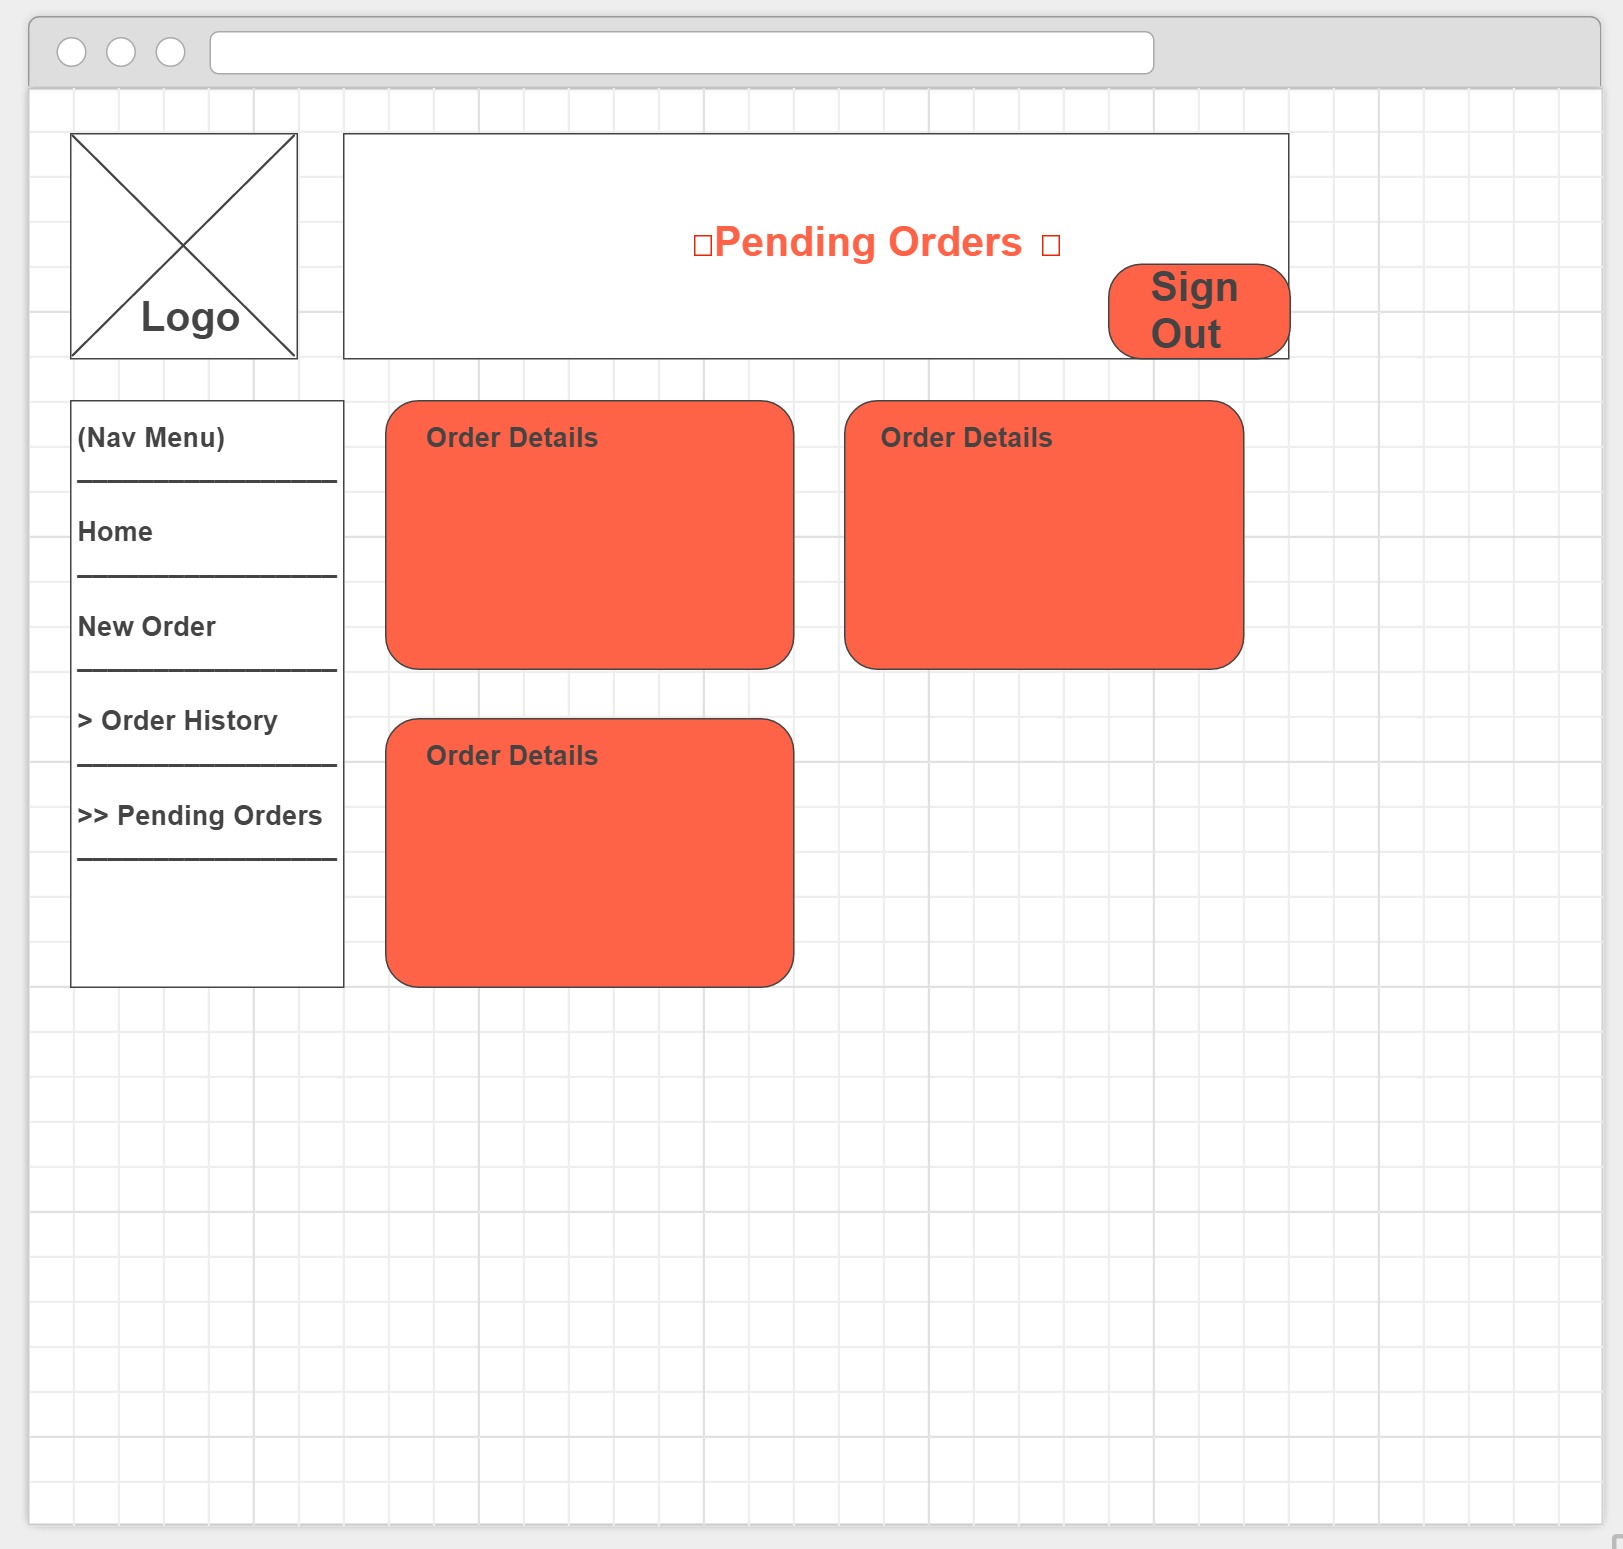 Pending Orders
Sign
Out
Logo
(Nav Menu)
Home
New Order
> Order History
>> Pending Orders
Order Details
Order Details
Order Details